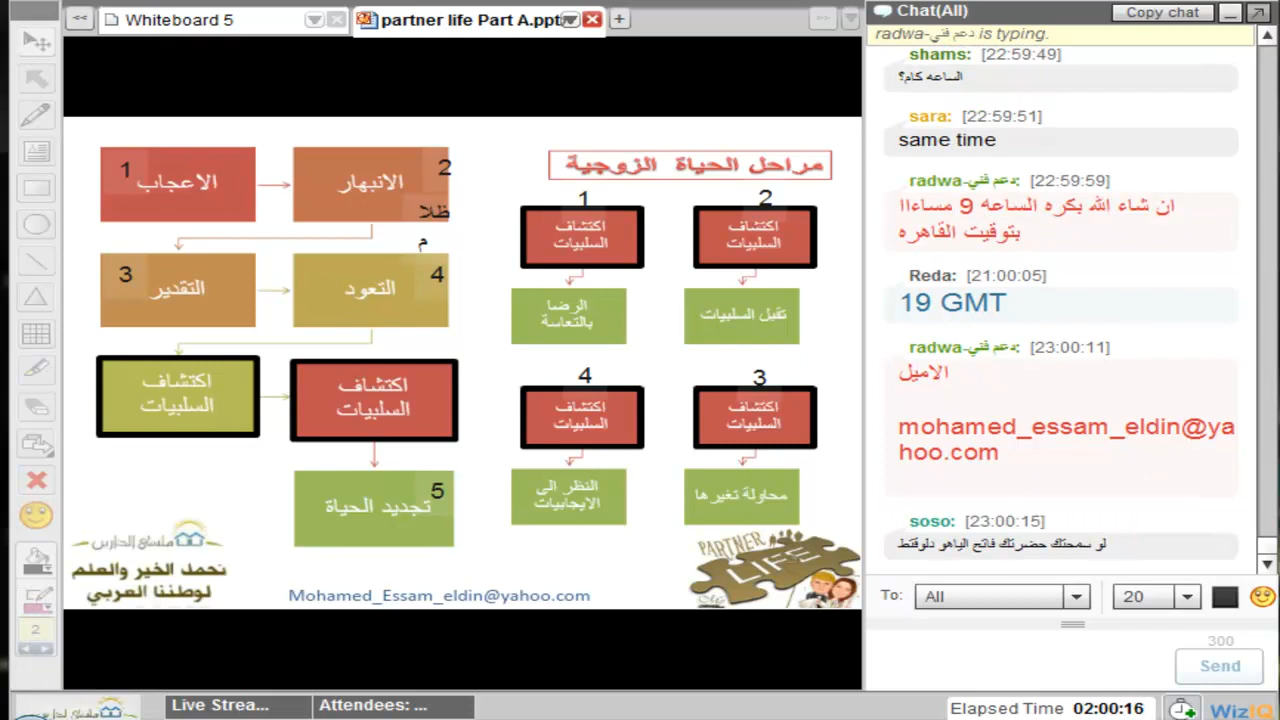 Whiteboard 5
partner life Part A.ppt
مراحل الحياة الزوجية
1
الاعجاب
2
الانبهار
ظلا
م
3
التقدير
4
التعود
اكتشاف
السلبيات
اكتشاف
السلبيات
5
تجديد الحياة
1
اكتشاف
السلبيات
الرضا
بالتعاسة
2
اكتشاف
السلبيات
تقبل السلبيات
4
اكتشاف
السلبيات
النظر الى
الايجابيات
3
اكتشاف
السلبيات
محاولة تغيرها
نحمل الخير والعلم
لوطننا العربي
Mohamed_Essam_eldin@yahoo.com
PARTNER
LIFE
2
Chat(All)
Copy chat
radwa-دعم فني is typing.
shams: [22:59:49]
الساعه كام؟
sara: [22:59:51]
same time
radwa-دعم فني: [22:59:59]
ان شاء الله بكره الساعه 9 مساءاا
بتوقيت القاهره
Reda: [21:00:05]
19 GMT
radwa-دعم فني: [23:00:11]
الاميل
mohamed_essam_eldin@ya
hoo.com
soso: [23:00:15]
لو سمحتك حضرتك فاتح الياهو دلوقتط
To: All 20
300
Send
Live Strea...
Attendees: ...
Elapsed Time 02:00:16
WizIQ